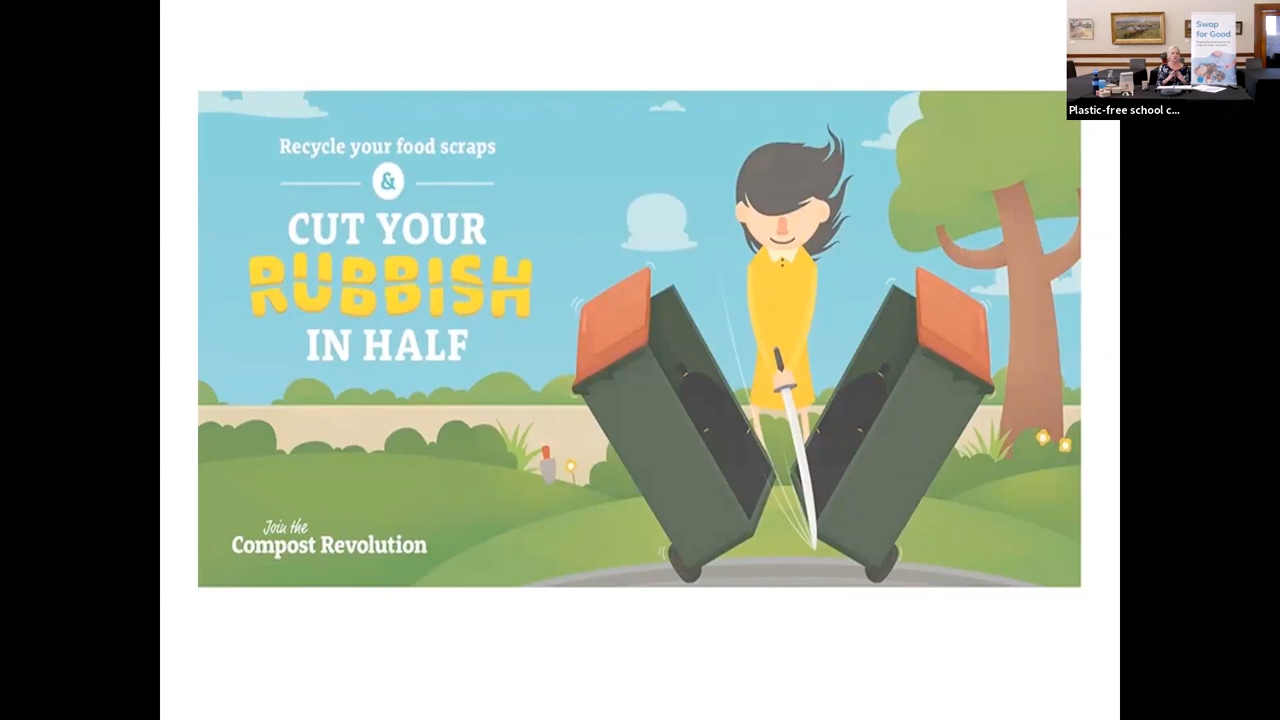 Recycle your food scraps
&
CUT YOUR
RUBBISH
IN HALF
Join the
Compost Revolution
Swap
for Good
Plastic-free school c...